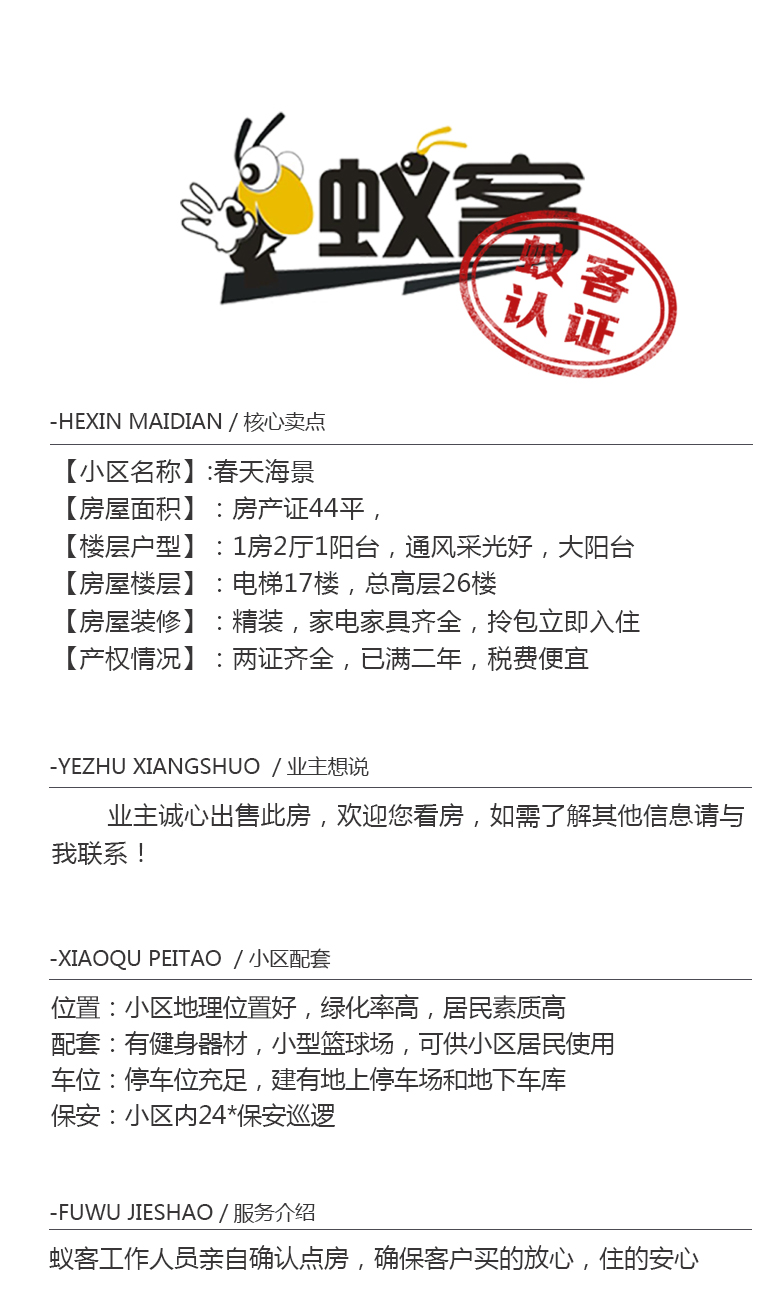 蚁客
蚁客
认证
-HEXIN MAIDIAN / 核心卖点
【小区名称】:春天海景
【房屋面积】：房产证44平，
【楼层户型】：1房2厅1阳台，通风采光好，大阳台
【房屋楼层】：电梯17楼，总高层26楼
【房屋装修】：精装，家电家具齐全，拎包立即入住
【产权情况】：两证齐全，已满二年，税费便宜
-YEZHU XIANGSHUO / 业主想说
业主诚心出售此房，欢迎您看房，如需了解其他信息请与
我联系！
-XIAOQU PEITAO / 小区配套
位置：小区地理位置好，绿化率高，居民素质高
配套：有健身器材，小型篮球场，可供小区居民使用
车位：停车位充足，建有地上停车场和地下车库
保安：小区内24*保安巡逻
-FUWU JIESHAO / 服务介绍
蚁客工作人员亲自确认点房，确保客户买的放心，住的安心